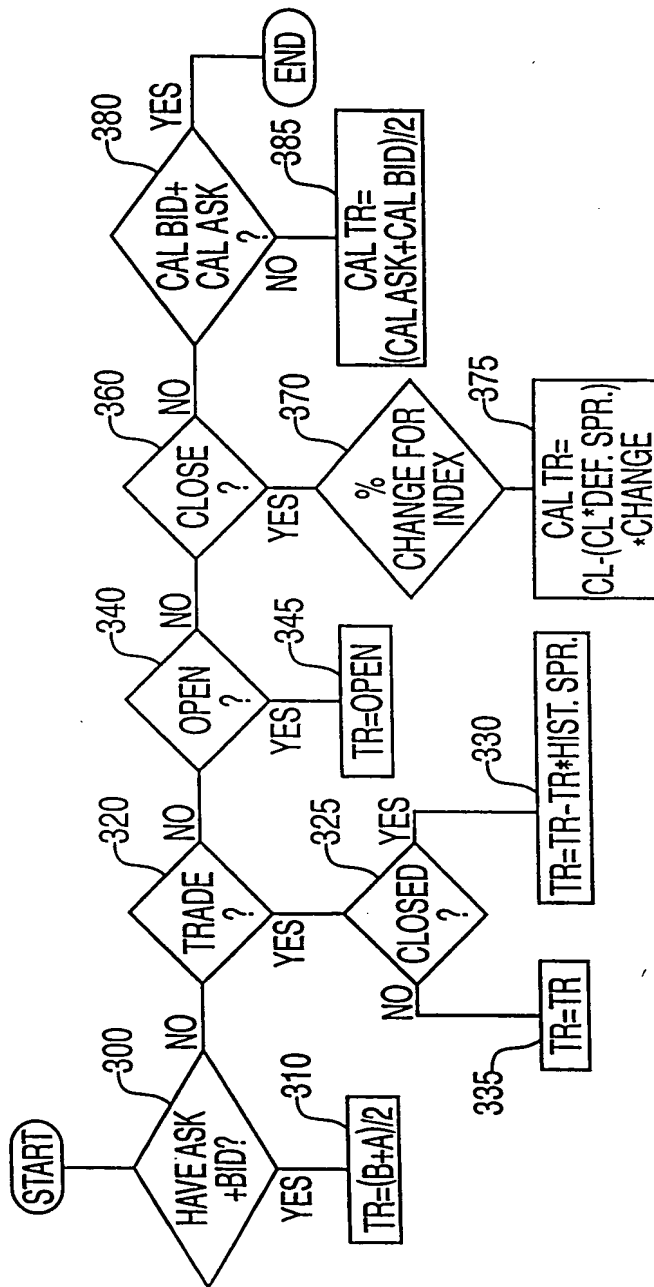 START
300
HAVE ASK
+BID?
NO
YES
310
TR=(B+A)/2
320
TRADE
?
NO
YES
325
CLOSED
?
NO
YES
335
TR=TR
330
TR=TR-TR*HIST. SPR.
340
OPEN
?
NO
YES
345
TR=OPEN
360
CLOSE
?
NO
YES
370
%
CHANGE FOR
INDEX
375
CAL TR=
CL-(CL*DEF. SPR.)
*CHANGE
380
CAL BID+
CAL ASK
?
YES
NO
END
385
CAL TR=
(CAL ASK+CAL BID)/2